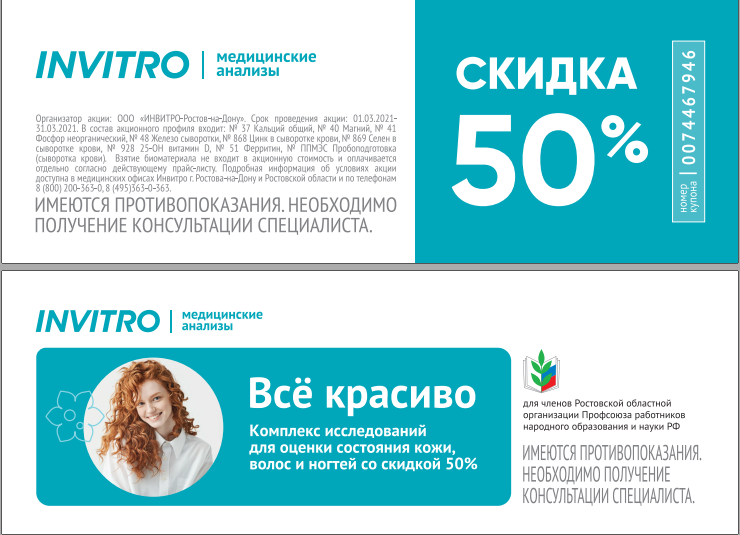 INVITRO
медицинские
анализы
Организатор акции: ООО «ИНВИТРО-Ростов-на-Дону». Срок проведения акции: 01.03.2021-
31.03.2021. В состав акционного профиля входит: № 37 Кальций общий, № 40 Магний, № 41
Фосфор неорганический, № 48 Железо сыворотки, № 868 Цинк в сыворотке крови, № 869 Селен в
сыворотке крови, № 928 25-ОН витамин D, № 51 Ферритин, № ППМЭС Пробоподготовка
(сыворотка крови). Взятие биоматериала не входит в акционную стоимость и оплачивается
отдельно согласно действующему прайс-листу. Подробная информация об условиях акции
доступна в медицинских офисах Инвитро г. Ростова-на-Дону и Ростовской области и по телефонам
8 (800) 200-363-0, 8 (495)363-0-363.
ИМЕЮТСЯ ПРОТИВОПОКАЗАНИЯ. НЕОБХОДИМО
ПОЛУЧЕНИЕ КОНСУЛЬТАЦИИ СПЕЦИАЛИСТА.
СКИДКА
50%
номер
купона
0074467946
INVITRO
медицинские
анализы
Всё красиво
Комплекс исследований
для оценки состояния кожи,
волос и ногтей со скидкой 50%
для членов Ростовской областной
организации Профсоюза работников
народного образования и науки РФ
ИМЕЮТСЯ ПРОТИВОПОКАЗАНИЯ.
НЕОБХОДИМО ПОЛУЧЕНИЕ
КОНСУЛЬТАЦИИ СПЕЦИАЛИСТА.